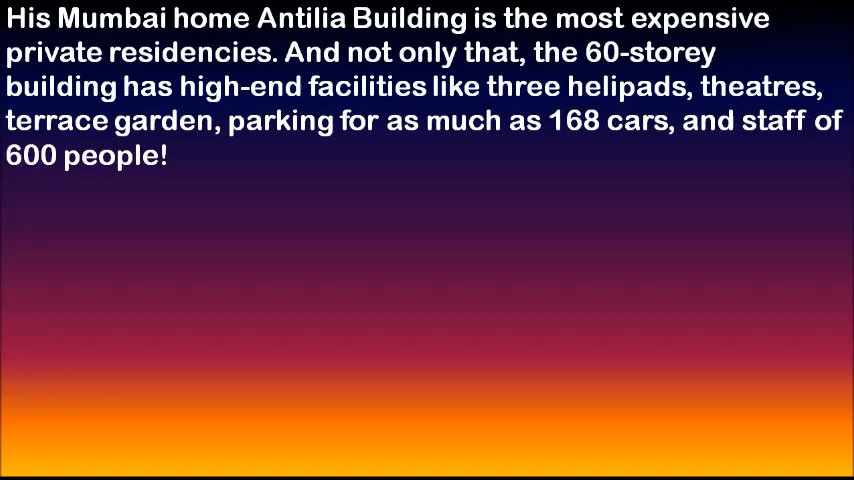 His Mumbai home Antilia Building is the most expensive
private residencies. And not only that, the 60-storey
building has high-end facilities like three helipads, theatres,
terrace garden, parking for as much as 168 cars, and staff of
600 people!